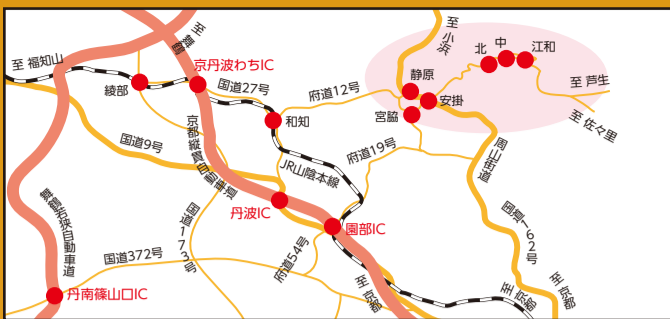 至 福知山
至 舞鶴
京丹波わちIC
綾部
国道27号
府道12号
至 小浜
北
中
江和
静原
安掛
宮脇
至 芦生
至 佐々里
国道9号
京都縦貫自動車道
和知
JR山陰本線
府道19号
周山街道
舞鶴若狭自動車道
丹波IC
園部IC
国道173号
国道162号
国道372号
府道54号
丹南篠山口IC
至 京都
至 京都
至 京都